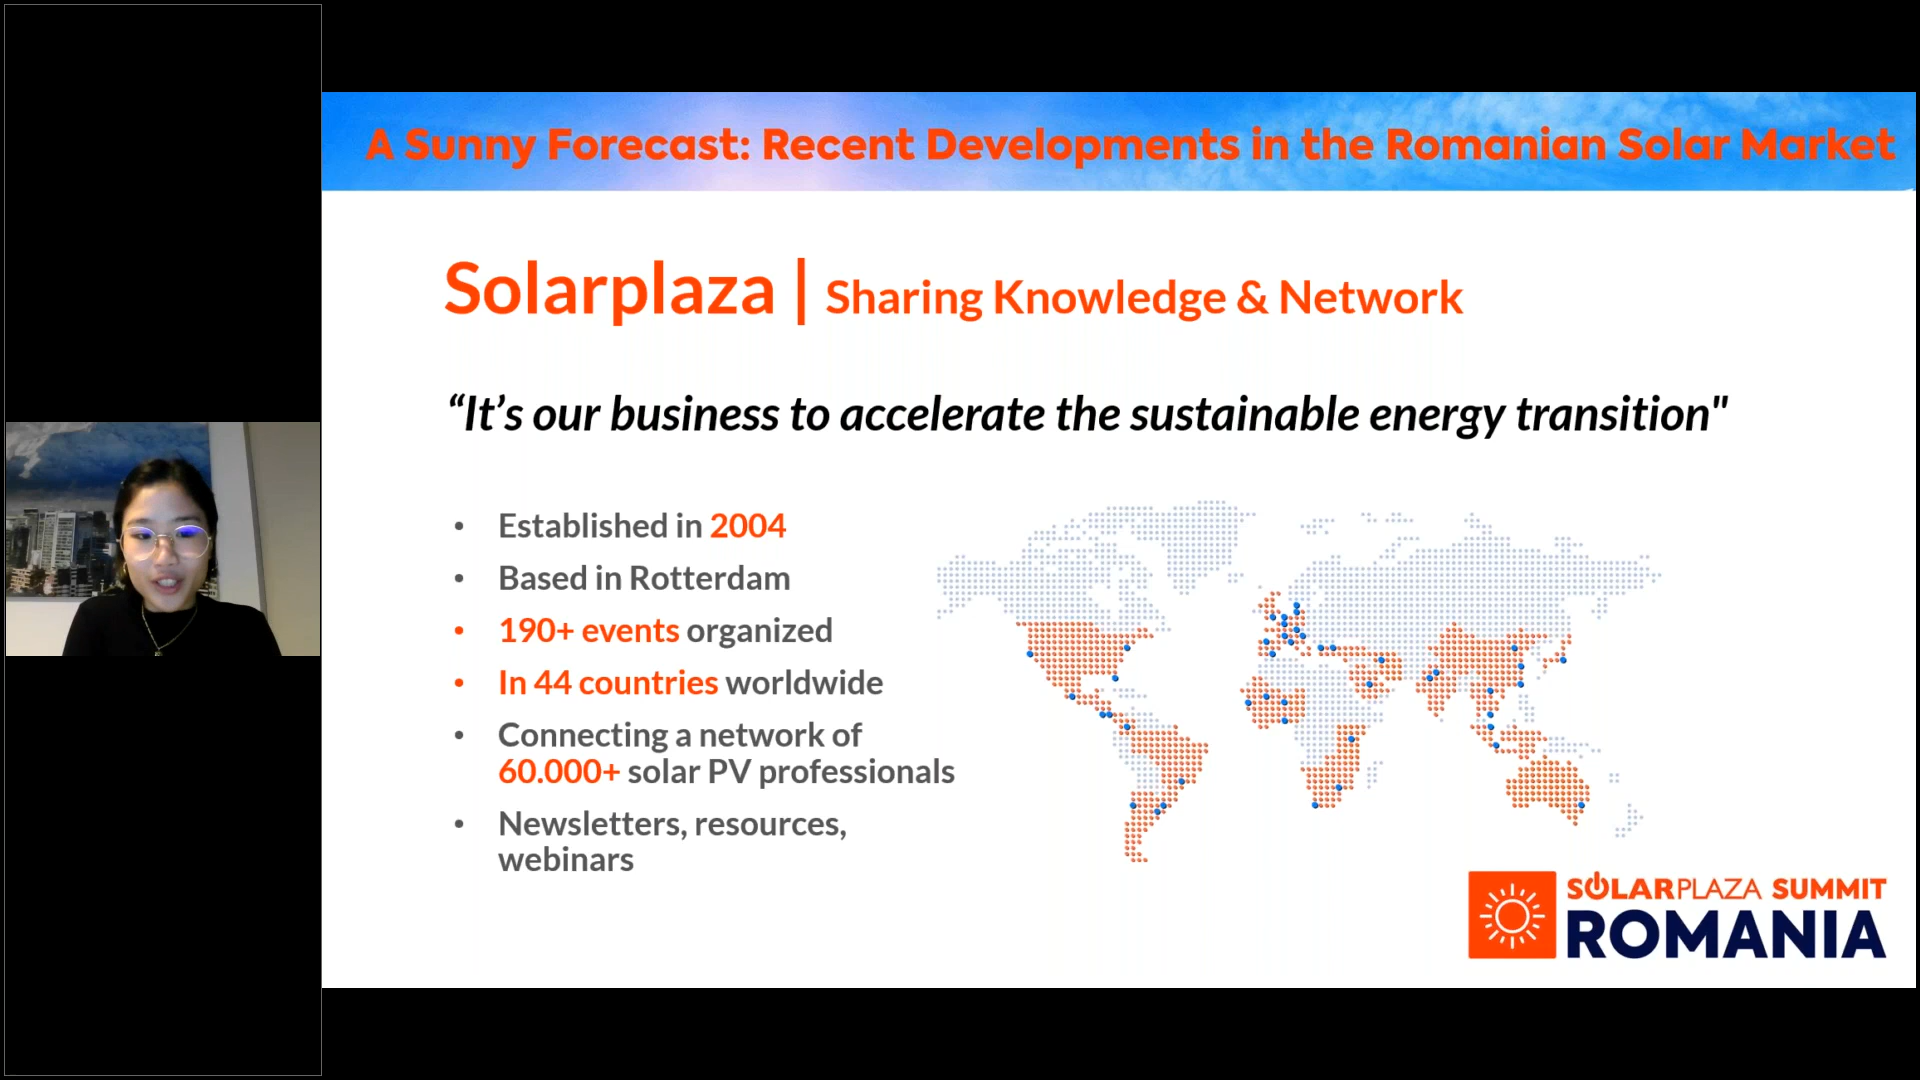 A Sunny Forecast: Recent Developments in the Romanian Solar Market
Solarplaza | Sharing Knowledge & Network
“It’s our business to accelerate the sustainable energy transition"
• Established in 2004
• Based in Rotterdam
• 190+ events organized
• In 44 countries worldwide
• Connecting a network of
60.000+ solar PV professionals
• Newsletters, resources,
webinars
SOLARPLAZA SUMMIT
ROMANIA